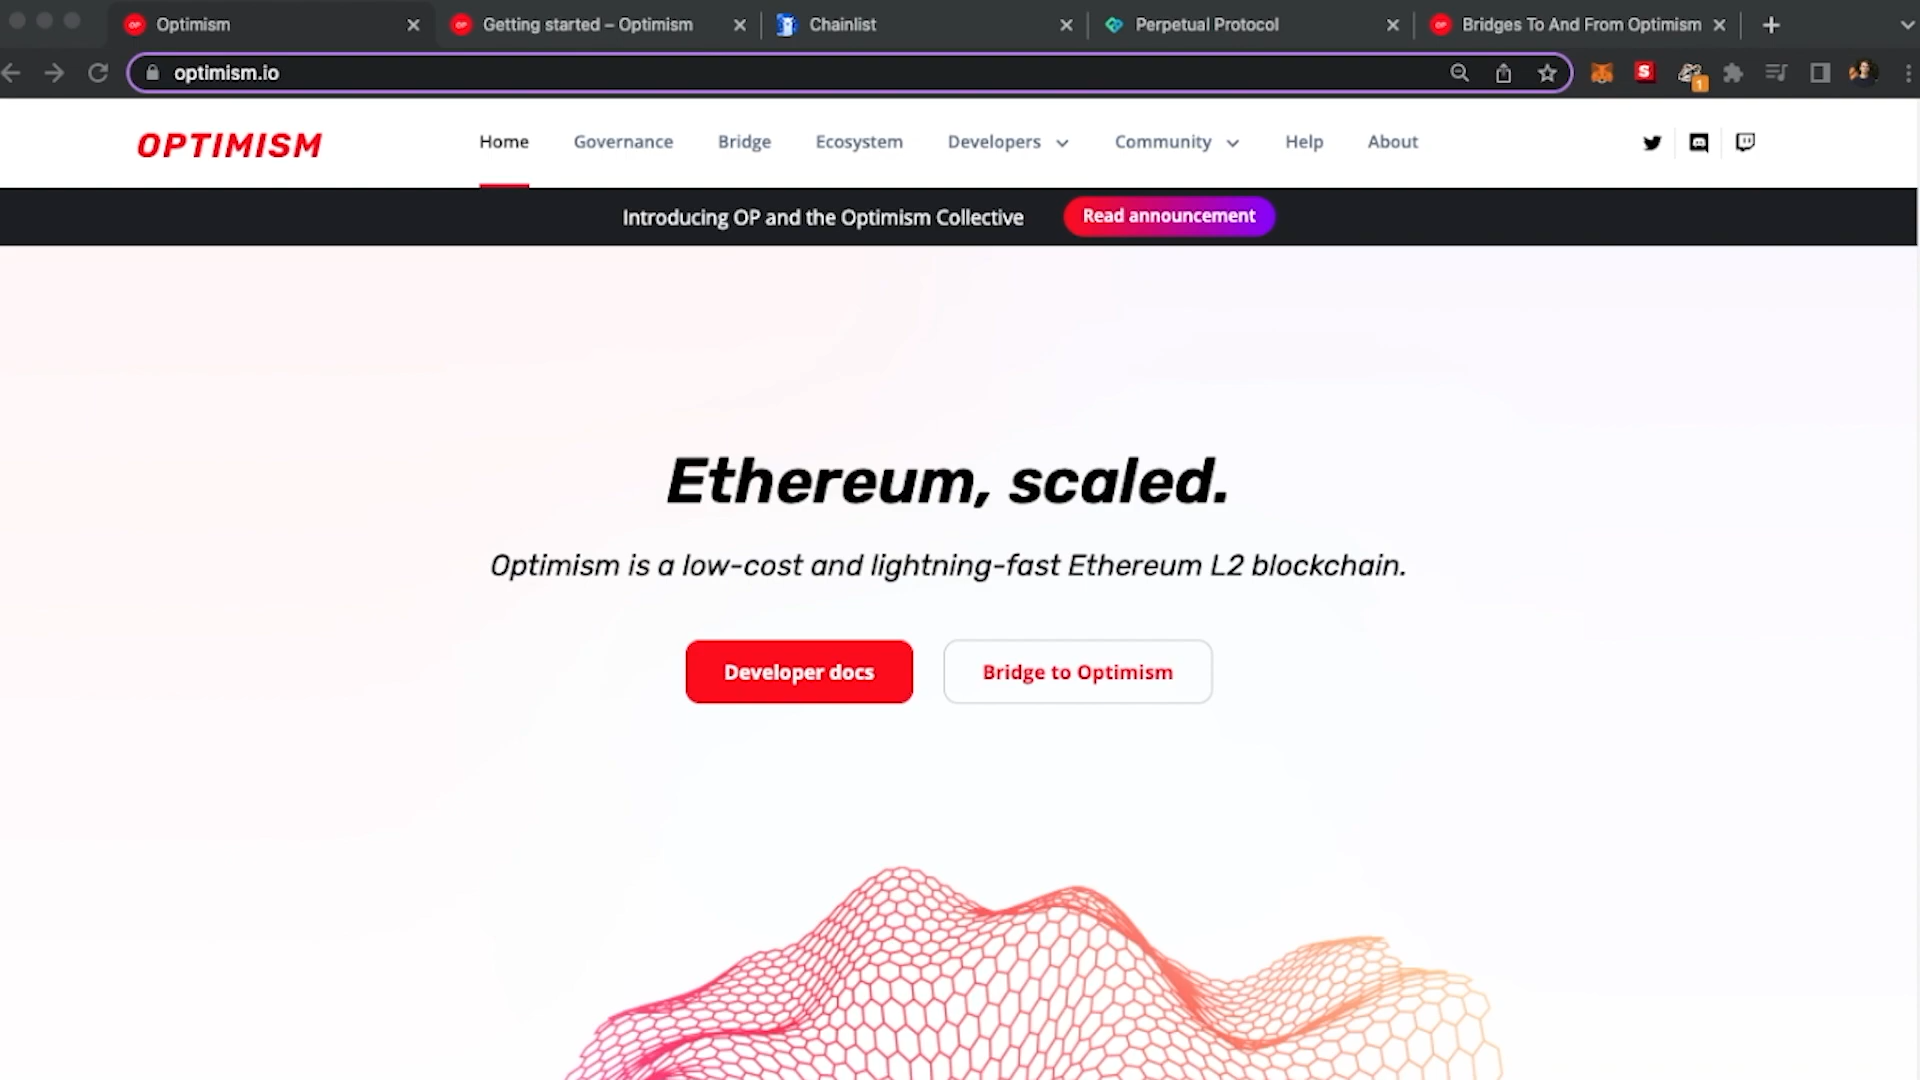 Optimism
Getting started – Optimism
Chainlist
Perpetual Protocol
Bridges To And From Optimism
optimism.io
OPTIMISM
Home Governance Bridge Ecosystem Developers Community Help About
Introducing OP and the Optimism Collective Read announcement
Ethereum, scaled.
Optimism is a low-cost and lightning-fast Ethereum L2 blockchain.
Developer docs Bridge to Optimism